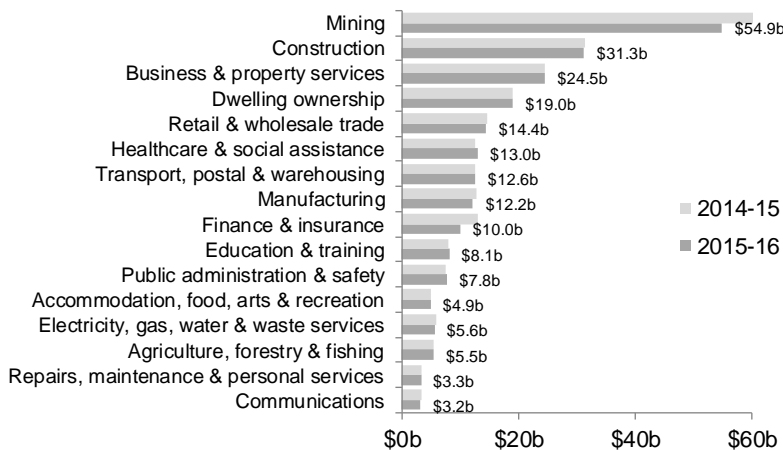 Mining
$54.9b
Construction
$31.3b
Business & property services
$24.5b
Dwelling ownership
$19.0b
Retail & wholesale trade
$14.4b
Healthcare & social assistance
$13.0b
Transport, postal & warehousing
$12.6b
Manufacturing
$12.2b
Finance & insurance
$10.0b
Education & training
$8.1b
Public administration & safety
$7.8b
Accommodation, food, arts & recreation
$4.9b
Electricity, gas, water & waste services
$5.6b
Agriculture, forestry & fishing
$5.5b
Repairs, maintenance & personal services
$3.3b
Communications
$3.2b
2014-15
2015-16
$0b $20b $40b $60b